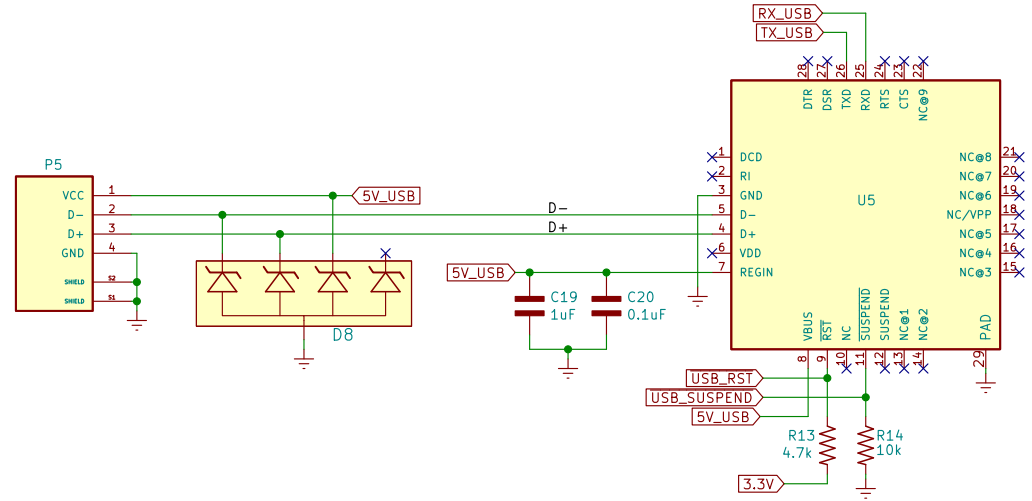 RX_USB
TX_USB
28
27
26
25
24
23
22
DTR
DSR
TXD
RXD
RTS
CTS
NC@9
P5
VCC
1
D-
2
D+
3
GND
4
SHIELD
S2
SHIELD
S1
5V_USB
D-
D+
D8
5V_USB
C19
1uF
C20
0.1uF
U5
1
DCD
2
RI
3
GND
5
D-
4
D+
6
VDD
7
REGIN
NC@8
21
NC@7
20
NC@6
19
NC/VPP
18
NC@5
17
NC@4
16
NC@3
15
VBUS
RST
NC
SUSPEND
SUSPEND
NC@1
NC@2
PAD
8
9
10
11
12
13
14
29
USB_RST
USB_SUSPEND
5V_USB
R13
4.7k
R14
10k
3.3V